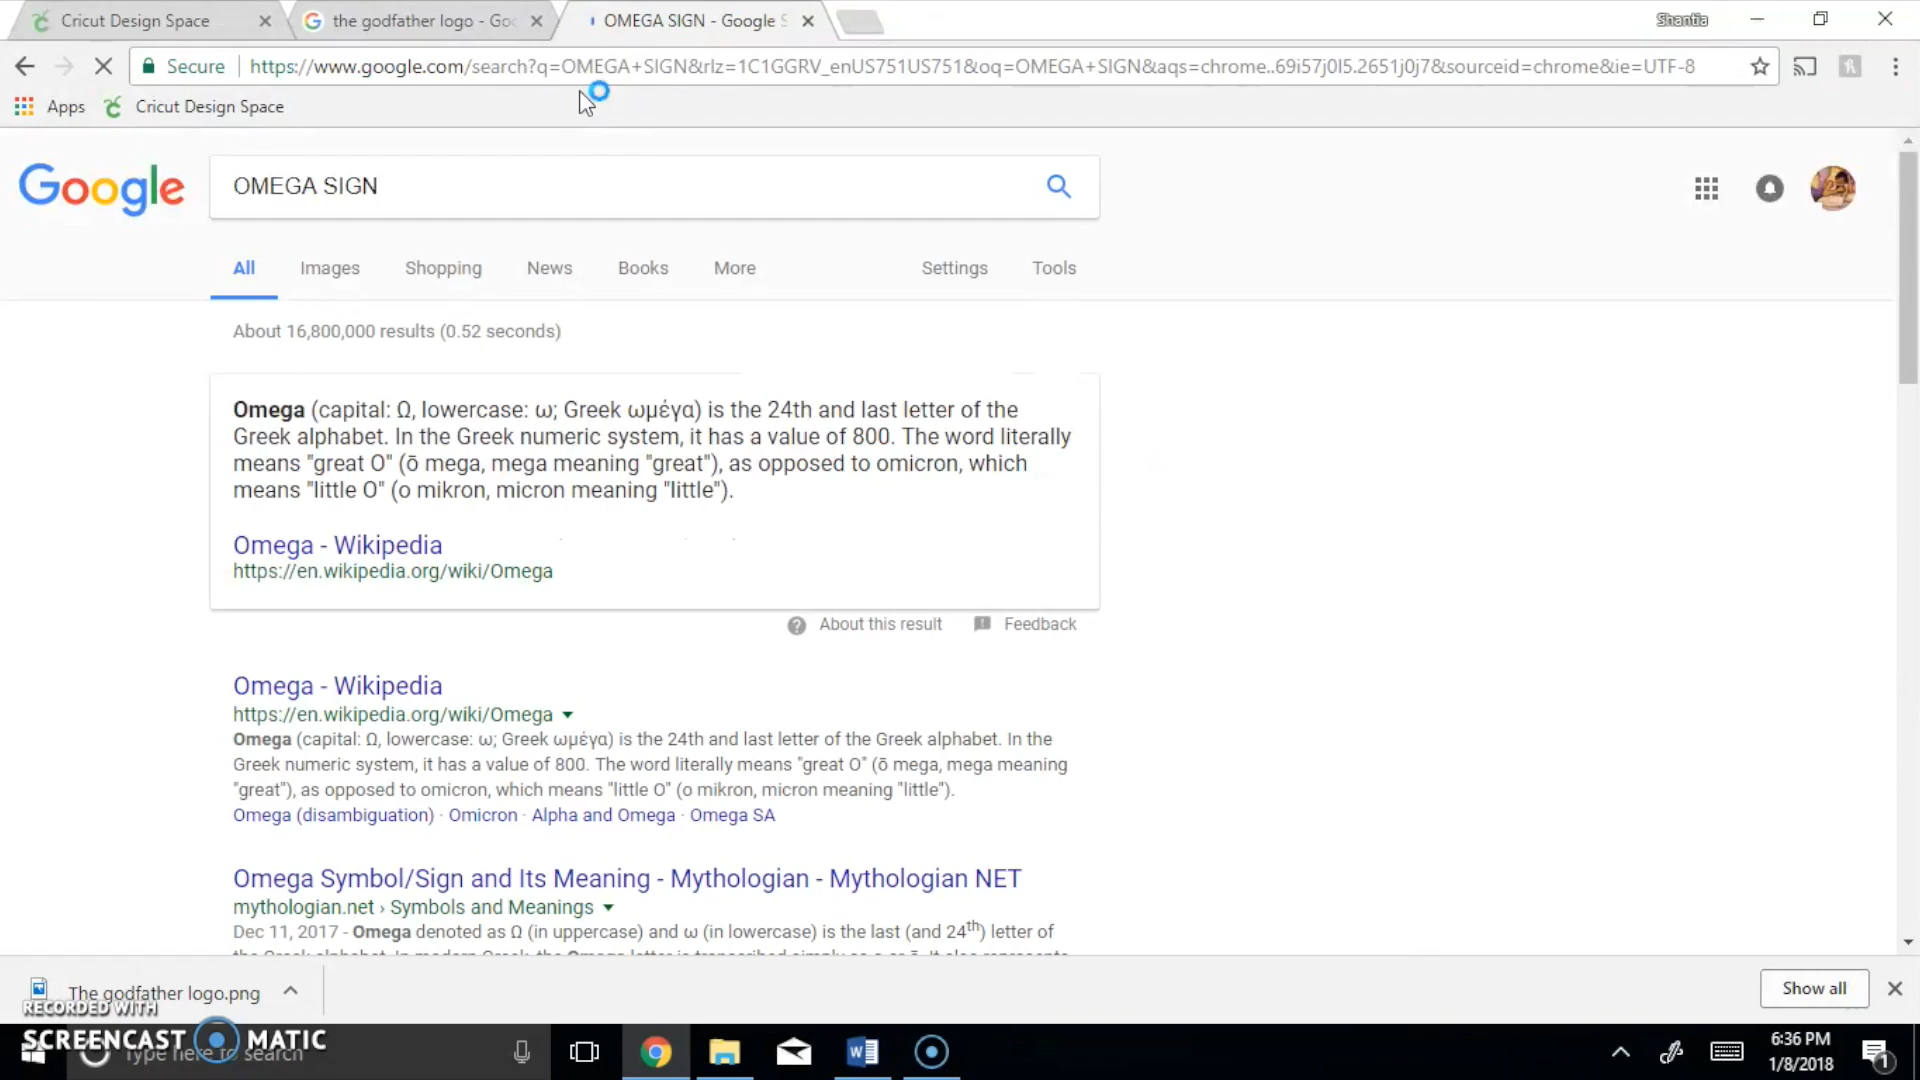 Cricut Design Space
the godfather logo - Goo
OMEGA SIGN - Google S
Shantia
Secure
https://www.google.com/search?q=OMEGA+SIGN&rlz=1C1GGRV_enUS751US751&oq=OMEGA+SIGN&aqs=chrome..69i57j0l5.2651j0j7&sourceid=chrome&ie=UTF-8
Apps
Cricut Design Space
Google
OMEGA SIGN
All
Images
Shopping
News
Books
More
Settings
Tools
About 16,800,000 results (0.52 seconds)
Omega (capital: Ω, lowercase: ω; Greek ωμέγα) is the 24th and last letter of the
Greek alphabet. In the Greek numeric system, it has a value of 800. The word literally
means "great O" (ō mega, mega meaning "great"), as opposed to omicron, which
means "little O" (o mikron, micron meaning "little").
Omega - Wikipedia
https://en.wikipedia.org/wiki/Omega
About this result
Feedback
Omega - Wikipedia
https://en.wikipedia.org/wiki/Omega
Omega (capital: Ω, lowercase: ω; Greek ωμέγα) is the 24th and last letter of the Greek alphabet. In the
Greek numeric system, it has a value of 800. The word literally means "great O" (ō mega, mega meaning
"great"), as opposed to omicron, which means "little O" (o mikron, micron meaning "little").
Omega (disambiguation) · Omicron · Alpha and Omega · Omega SA
Omega Symbol/Sign and Its Meaning - Mythologian - Mythologian NET
mythologian.net › Symbols and Meanings
Dec 11, 2017 - Omega denoted as Ω (in uppercase) and ω (in lowercase) is the last (and 24th) letter of
The godfather logo.png
Show all
RECORDED WITH
SCREENCAST MATIC
Type here to search
6:36 PM
1/8/2018
1